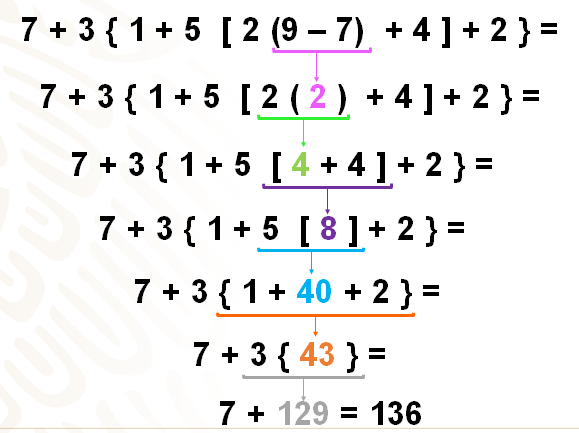 7 + 3 { 1 + 5 [ 2 (9 – 7) + 4 ] + 2 } =
7 + 3 { 1 + 5 [ 2 ( 2 ) + 4 ] + 2 } =
7 + 3 { 1 + 5 [ 4 + 4 ] + 2 } =
7 + 3 { 1 + 5 [ 8 ] + 2 } =
7 + 3 { 1 + 40 + 2 } =
7 + 3 { 43 } =
7 + 129 = 136